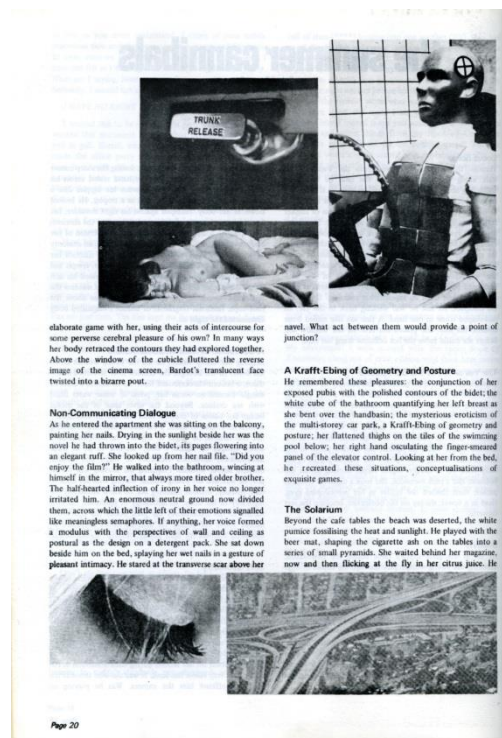 TRUNK
RELEASE
elaborate game with her, using their acts of intercourse for
some perverse cerebral pleasure of his own? In many ways
her body retraced the contours they had explored together.
Above the window of the cubicle fluttered the reverse
image of the cinema screen, Bardot's translucent face
twisted into a bizarre pout.
Non-Communicating Dialogue
As he entered the apartment she was sitting on the balcony,
painting her nails. Drying in the sunlight beside her was the
novel he had thrown into the bidet, its pages flowering into
an elegant ruff. She looked up from her nail file. "Did you
enjoy the film?" He walked into the bathroom, wincing at
himself in the mirror, that always more tired older brother.
The half-hearted inflection of irony in her voice no longer
irritated him. An enormous neutral ground now divided
them, across which the little left of their emotions signalled
like meaningless semaphores. If anything, her voice formed
a modulus with the perspectives of wall and ceiling as
postural as the design on a detergent pack. She sat down
beside him on the bed, splaying her wet nails in a gesture of
pleasant intimacy. He stared at the transverse scar above her
navel. What act between them would provide a point of
junction?
A Krafft-Ebing of Geometry and Posture
He remembered these pleasures: the conjunction of her
exposed pubis with the polished contours of the bidet; the
white cube of the bathroom quantifying her left breast as
she bent over the handbasin; the mysterious eroticism of
the multi-storey car park, a Krafft-Ebing of geometry and
posture; her flattened thighs on the tiles of the swimming
pool below; her right hand osculating the finger-smeared
panel of the elevator control. Looking at her from the bed,
he recreated these situations, conceptualisations of
exquisite games.
The Solarium
Beyond the cafe tables the beach was deserted, the white
pumice fossilising the heat and sunlight. He played with the
beer mat, shaping the cigarette ash on the tables into a
series of small pyramids. She waited behind her magazine,
now and then flicking at the fly in her citrus juice. He
Page 20